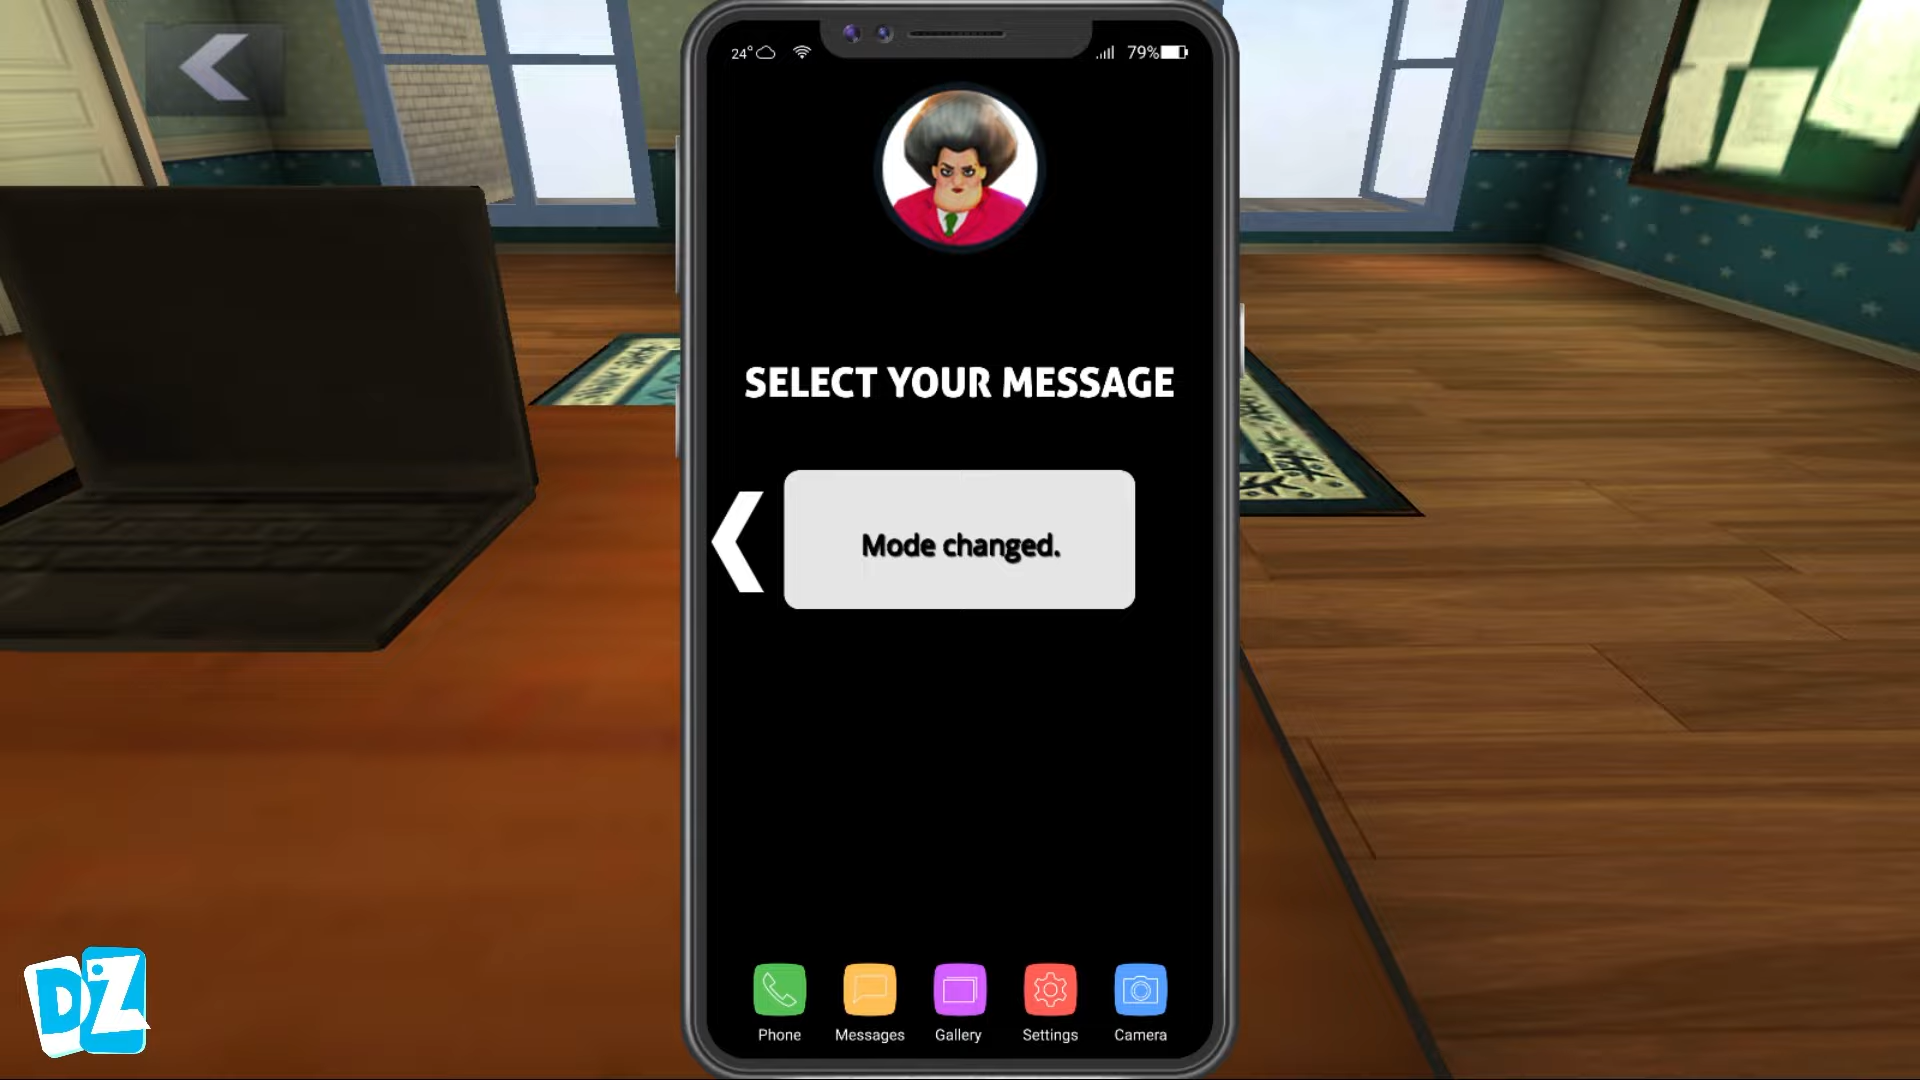 24°
79%
SELECT YOUR MESSAGE
Mode changed.
Phone Messages Gallery Settings Camera
DZ